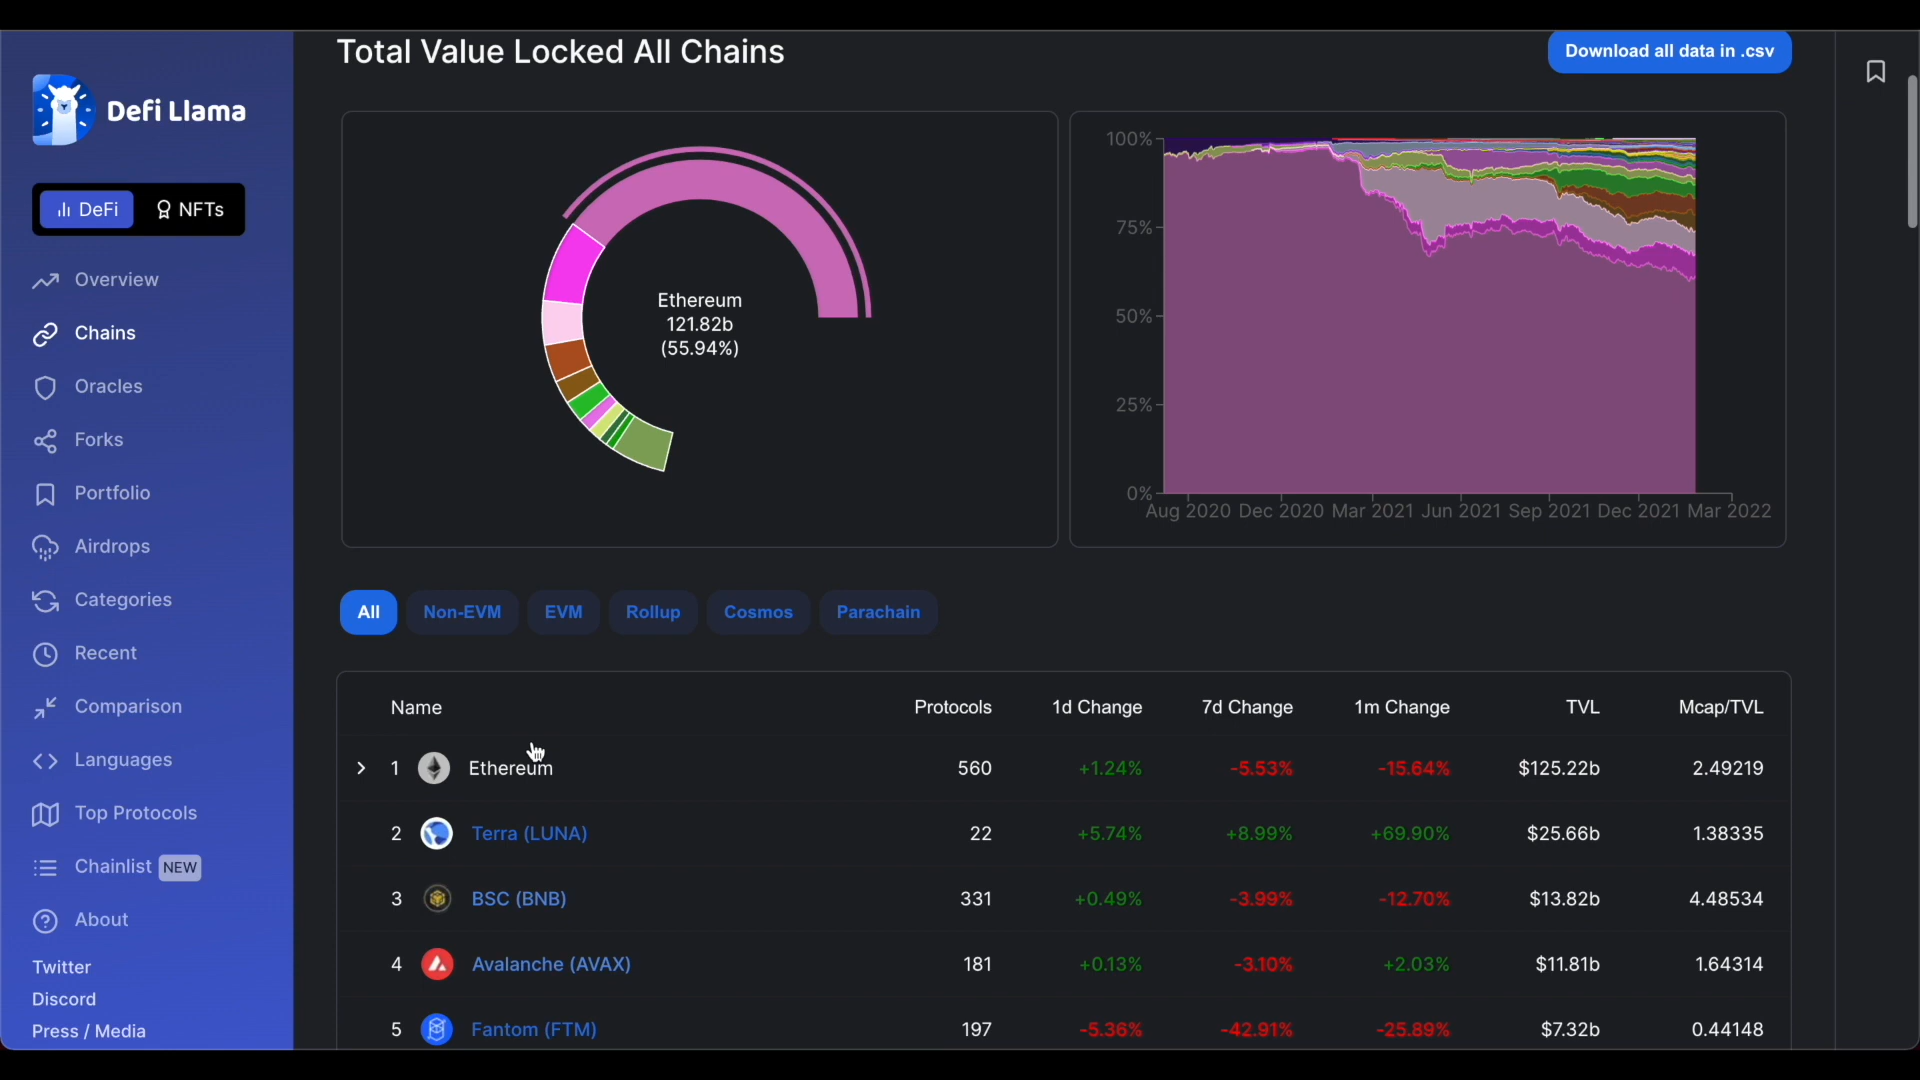 Total Value Locked All Chains
Download all data in .csv
Defi Llama
DeFi
NFTs
Overview
Chains
Oracles
Forks
Portfolio
Airdrops
Categories
Recent
Comparison
Languages
Top Protocols
Chainlist NEW
About
Twitter
Discord
Press / Media
Ethereum
121.82b
(55.94%)
100%
75%
50%
25%
0%
Aug 2020 Dec 2020 Mar 2021 Jun 2021 Sep 2021 Dec 2021 Mar 2022
All Non-EVM EVM Rollup Cosmos Parachain
Name Protocols 1d Change 7d Change 1m Change TVL Mcap/TVL
1 Ethereum 560 +1.24% -5.53% -15.64% $125.22b 2.49219
2 Terra (LUNA) 22 +5.74% +8.99% +69.90% $25.66b 1.38335
3 BSC (BNB) 331 +0.49% -3.99% -12.70% $13.82b 4.48534
4 Avalanche (AVAX) 181 +0.13% -3.10% +2.03% $11.81b 1.64314
5 Fantom (FTM) 197 -5.36% -42.91% -25.89% $7.32b 0.44148